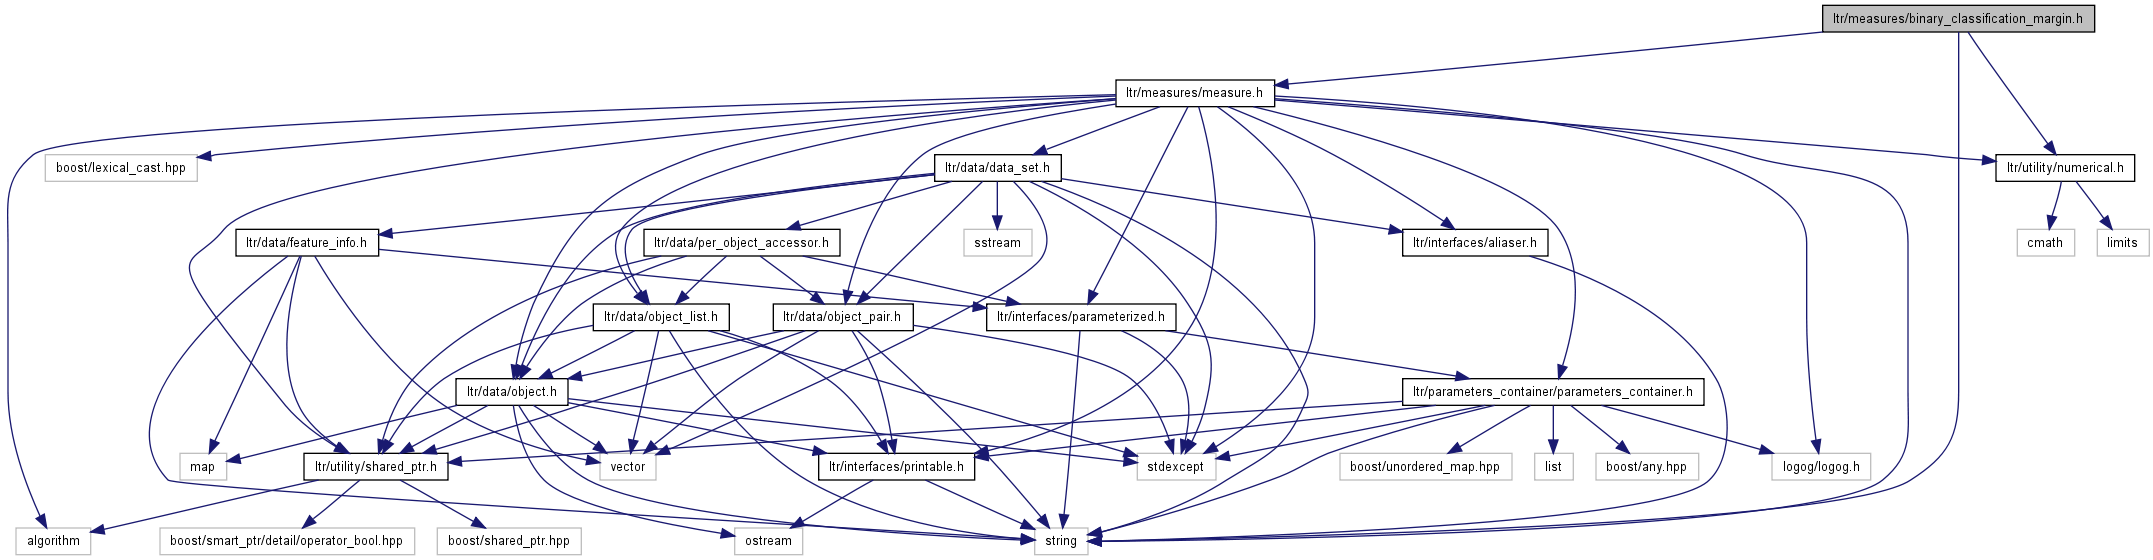 ltr/measures/binary_classification_margin.h
ltr/measures/measure.h
boost/lexical_cast.hpp
ltr/data/data_set.h
ltr/utility/numerical.h
ltr/data/feature_info.h
ltr/data/per_object_accessor.h
sstream
ltr/interfaces/aliaser.h
cmath
limits
ltr/data/object_list.h
ltr/data/object_pair.h
ltr/interfaces/parameterized.h
ltr/data/object.h
ltr/parameters_container/parameters_container.h
map
ltr/utility/shared_ptr.h
vector
ltr/interfaces/printable.h
stdexcept
boost/unordered_map.hpp
list
boost/any.hpp
logog/logog.h
algorithm
boost/smart_ptr/detail/operator_bool.hpp
boost/shared_ptr.hpp
ostream
string